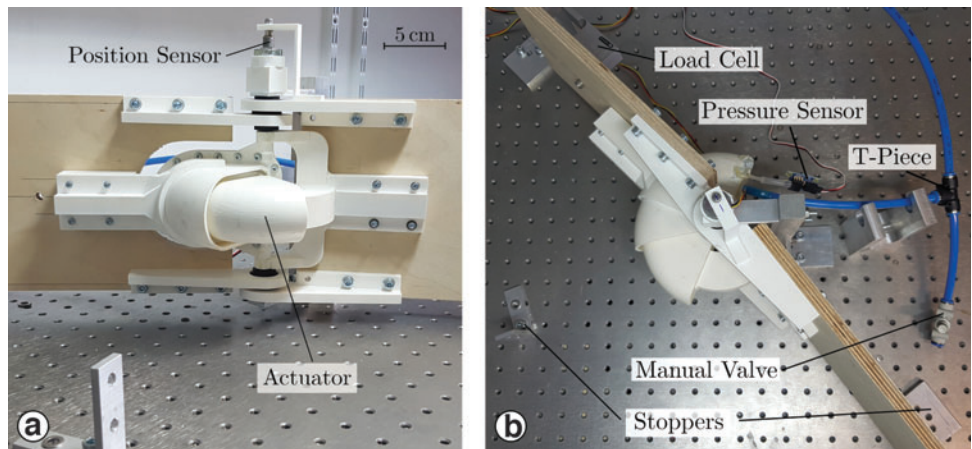 Position Sensor
5 cm
Actuator
a
Load Cell
Pressure Sensor
T-Piece
Manual Valve
Stoppers
b